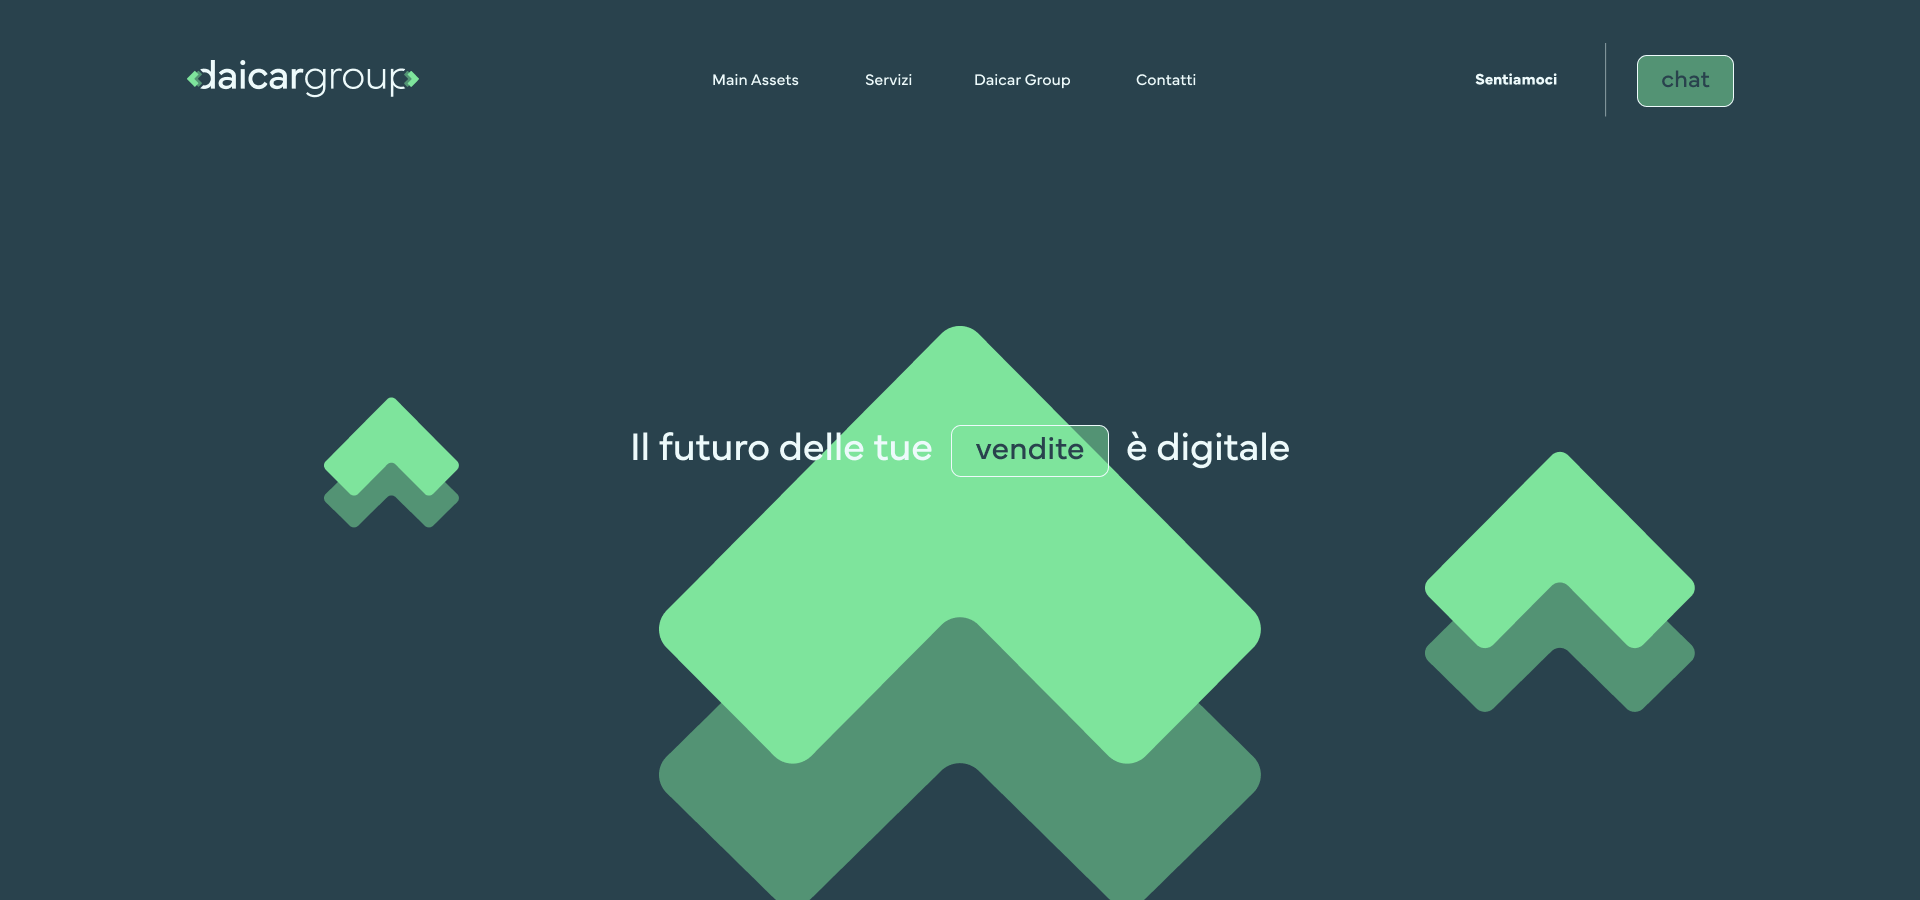 daicargroup
Main Assets
Servizi
Daicar Group
Contatti
Sentiamoci
chat
Il futuro delle tue vendite è digitale